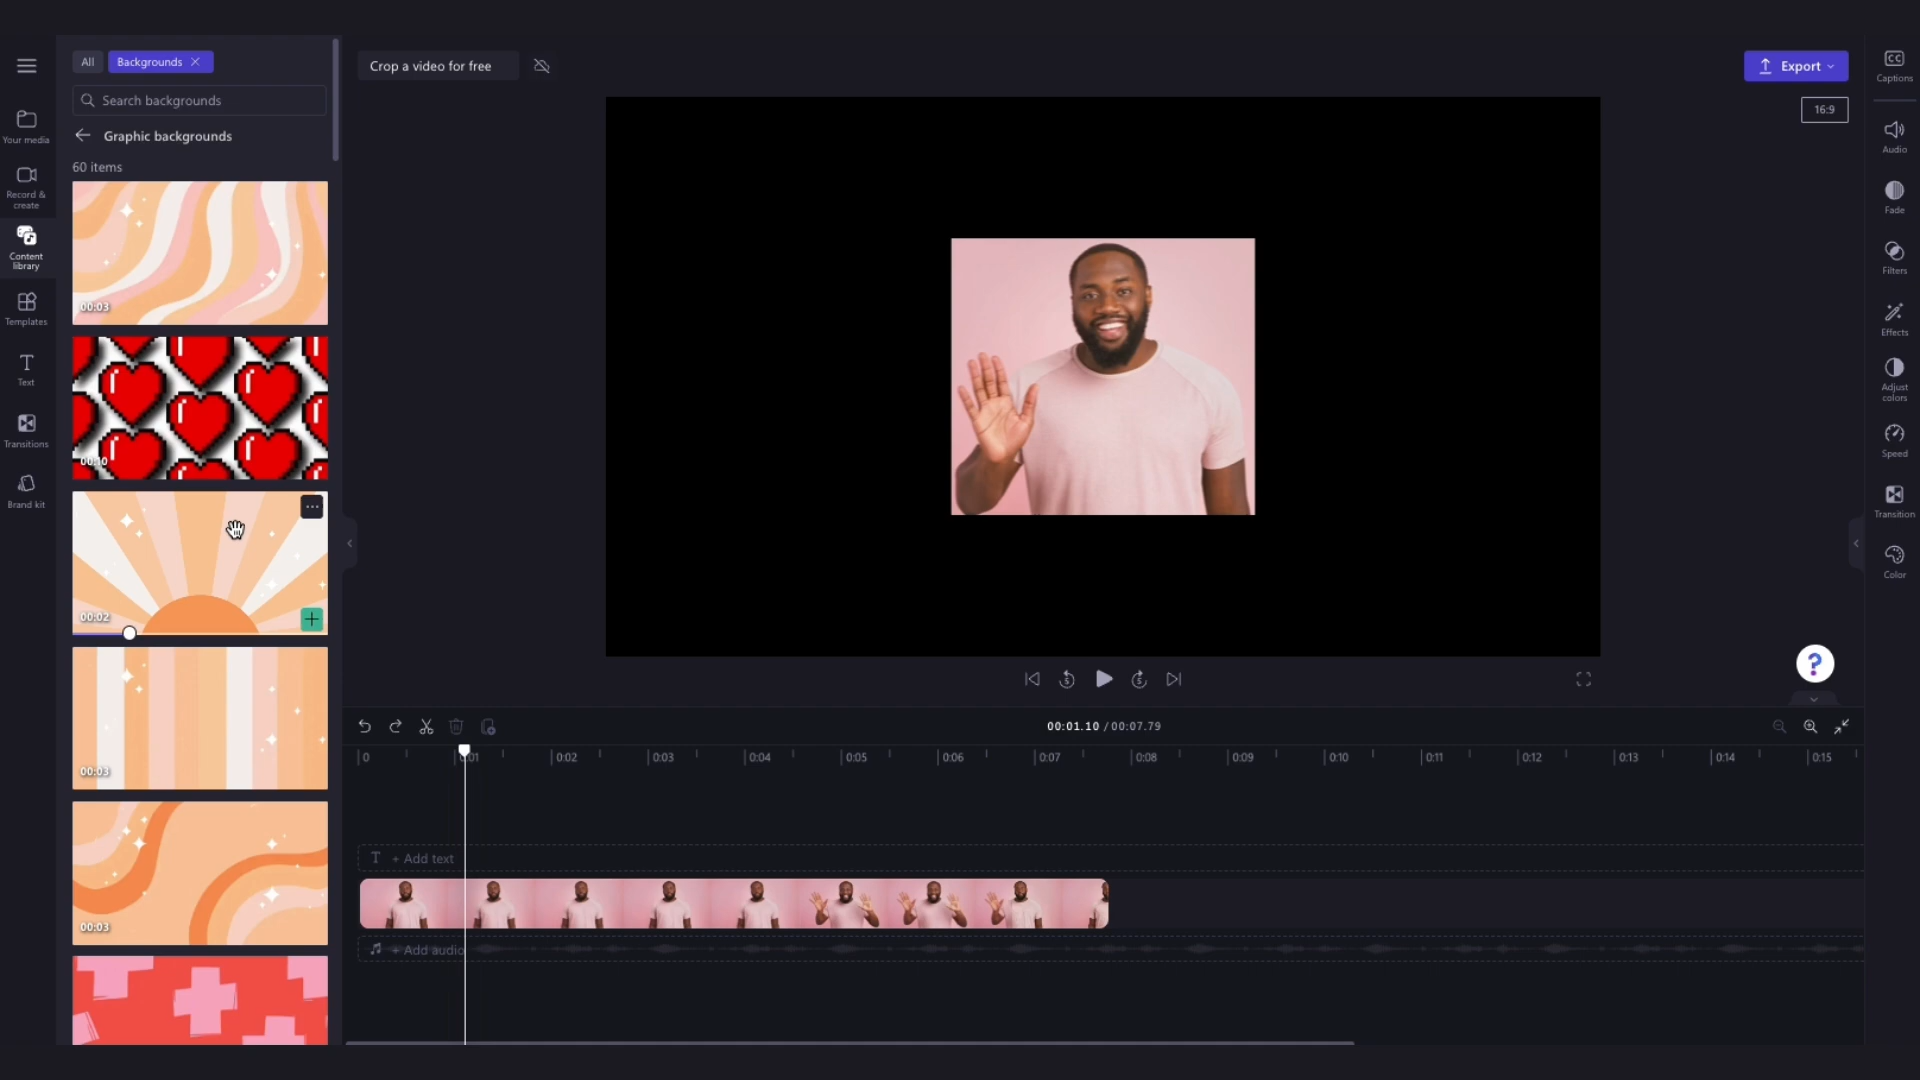 All
Backgrounds
Search backgrounds
Graphic backgrounds
60 items
00:03
00:10
00:02
00:03
00:03
Your media
Record &
create
Content
library
Templates
Text
Transitions
Brand kit
Crop a video for free
Export
16:9
CC
Captions
Audio
Fade
Filters
Effects
Adjust
colors
Speed
Transition
Color
5
5
?
00:01.10 / 00:07.79
0
0:01
0:02
0:03
0:04
0:05
0:06
0:07
0:08
0:09
0:10
0:11
0:12
0:13
0:14
0:15
T + Add text
+ Add audio